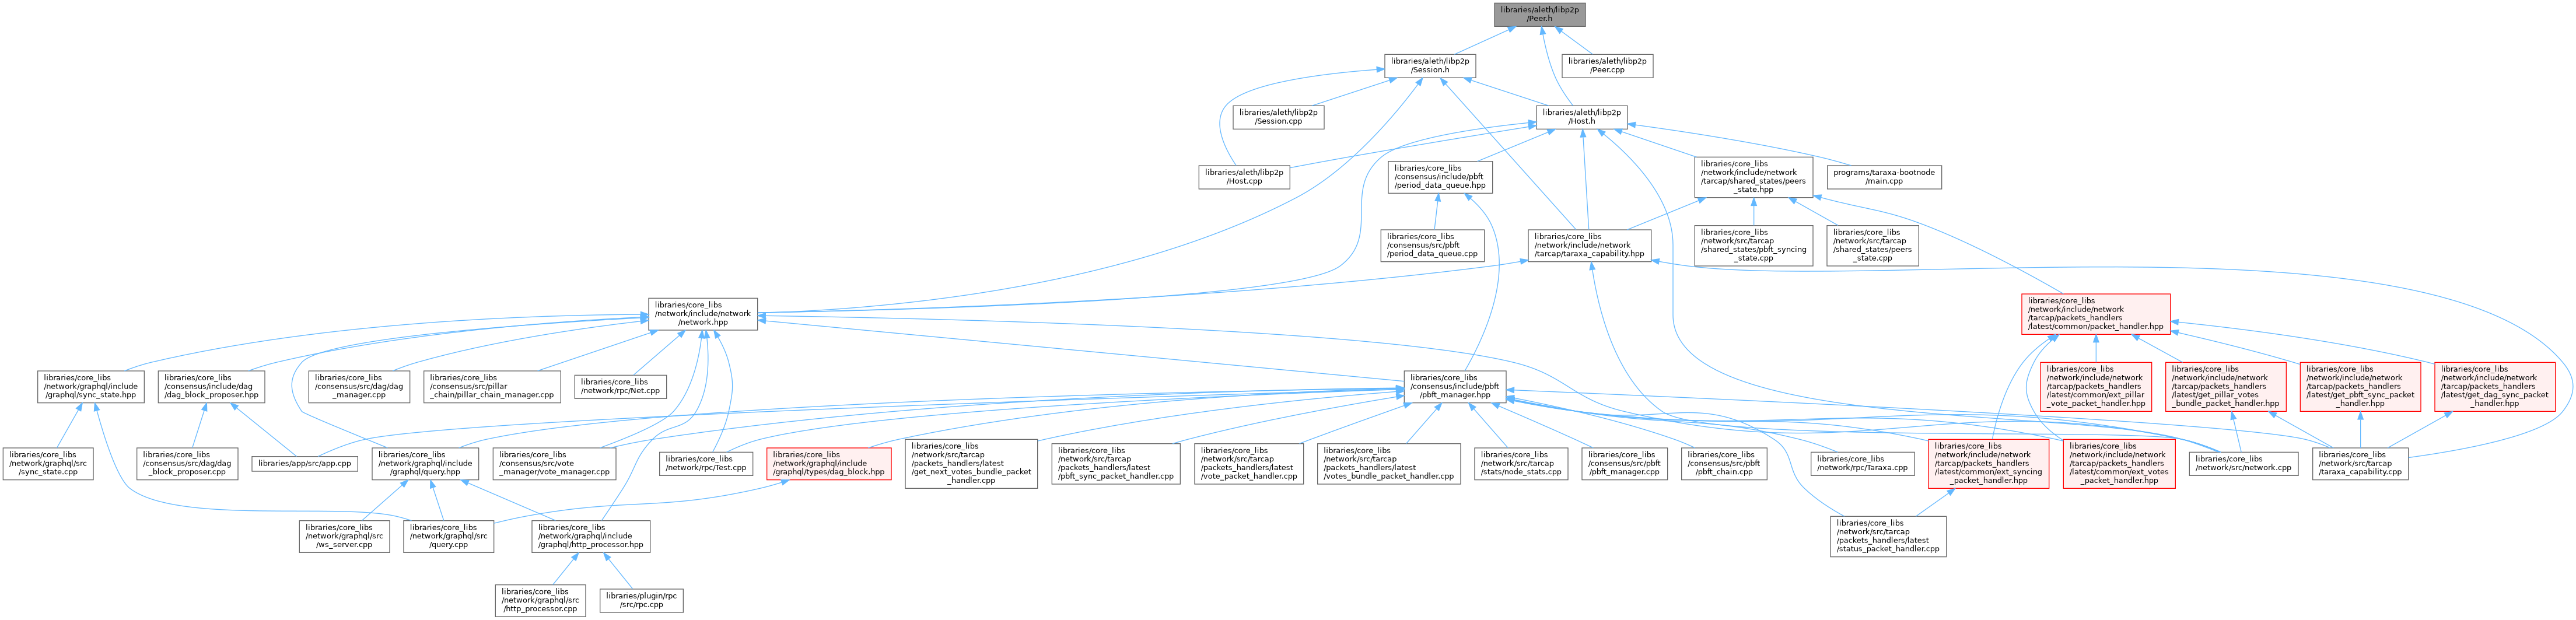 libraries/aleth/libp2p
/Peer.h
libraries/aleth/libp2p
/Session.h
libraries/aleth/libp2p
/Peer.cpp
libraries/aleth/libp2p
/Session.cpp
libraries/aleth/libp2p
/Host.h
libraries/aleth/libp2p
/Host.cpp
libraries/core_libs
/consensus/include/pbft
/period_data_queue.hpp
libraries/core_libs
/network/include/network
/tarcap/shared_states/peers
_state.hpp
programs/taraxa-bootnode
/main.cpp
libraries/core_libs
/consensus/src/pbft
/period_data_queue.cpp
libraries/core_libs
/network/include/network
/tarcap/taraxa_capability.hpp
libraries/core_libs
/network/src/tarcap
/shared_states/pbft_syncing
_state.cpp
libraries/core_libs
/network/src/tarcap
/shared_states/peers
_state.cpp
libraries/core_libs
/network/include/network
/network.hpp
libraries/core_libs
/network/include/network
/tarcap/packets_handlers
/latest/common/packet_handler.hpp
libraries/core_libs
/network/graphql/include
/graphql/sync_state.hpp
libraries/core_libs
/consensus/include/dag
/dag_block_proposer.hpp
libraries/core_libs
/consensus/src/dag/dag
_manager.cpp
libraries/core_libs
/consensus/src/pillar
_chain/pillar_chain_manager.cpp
libraries/core_libs
/network/rpc/Net.cpp
libraries/core_libs
/consensus/include/pbft
/pbft_manager.hpp
libraries/core_libs
/network/include/network
/tarcap/packets_handlers
/latest/common/ext_pillar
_vote_packet_handler.hpp
libraries/core_libs
/network/include/network
/tarcap/packets_handlers
/latest/get_pillar_votes
_bundle_packet_handler.hpp
libraries/core_libs
/network/include/network
/tarcap/packets_handlers
/latest/get_pbft_sync_packet
_handler.hpp
libraries/core_libs
/network/include/network
/tarcap/packets_handlers
/latest/get_dag_sync_packet
_handler.hpp
libraries/core_libs
/network/graphql/src
/sync_state.cpp
libraries/core_libs
/consensus/src/dag/dag
_block_proposer.cpp
libraries/app/src/app.cpp
libraries/core_libs
/network/graphql/include
/graphql/query.hpp
libraries/core_libs
/consensus/src/vote
_manager/vote_manager.cpp
libraries/core_libs
/network/rpc/Test.cpp
libraries/core_libs
/network/graphql/include
/graphql/types/dag_block.hpp
libraries/core_libs
/network/src/tarcap
/packets_handlers/latest
/get_next_votes_bundle_packet
_handler.cpp
libraries/core_libs
/network/src/tarcap
/packets_handlers/latest
/pbft_sync_packet_handler.cpp
libraries/core_libs
/network/src/tarcap
/packets_handlers/latest
/vote_packet_handler.cpp
libraries/core_libs
/network/src/tarcap
/packets_handlers/latest
/votes_bundle_packet_handler.cpp
libraries/core_libs
/network/src/tarcap
/stats/node_stats.cpp
libraries/core_libs
/consensus/src/pbft
/pbft_manager.cpp
libraries/core_libs
/consensus/src/pbft
/pbft_chain.cpp
libraries/core_libs
/network/rpc/Taraxa.cpp
libraries/core_libs
/network/include/network
/tarcap/packets_handlers
/latest/common/ext_syncing
_packet_handler.hpp
libraries/core_libs
/network/include/network
/tarcap/packets_handlers
/latest/common/ext_votes
_packet_handler.hpp
libraries/core_libs
/network/src/network.cpp
libraries/core_libs
/network/src/tarcap
/taraxa_capability.cpp
libraries/core_libs
/network/graphql/src
/ws_server.cpp
libraries/core_libs
/network/graphql/src
/query.cpp
libraries/core_libs
/network/graphql/include
/graphql/http_processor.hpp
libraries/core_libs
/network/src/tarcap
/packets_handlers/latest
/status_packet_handler.cpp
libraries/core_libs
/network/graphql/src
/http_processor.cpp
libraries/plugin/rpc
/src/rpc.cpp